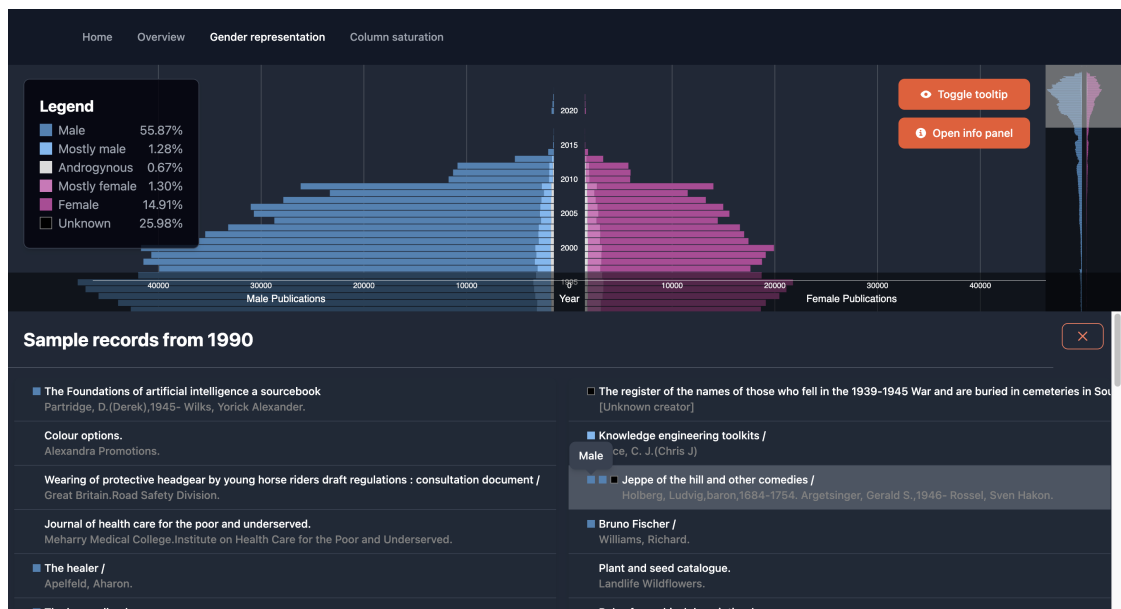 Home Overview Gender representation Column saturation
Legend
Male 55.87%
Mostly male 1.28%
Androgynous 0.67%
Mostly female 1.30%
Female 14.91%
Unknown 25.98%
Toggle tooltip
Open info panel
2020
2015
2010
2005
2000
1995
40000 30000 20000 10000 0 10000 20000 30000 40000
Male Publications Year Female Publications
Sample records from 1990
The Foundations of artificial intelligence a sourcebook
Partridge, D.(Derek),1945- Wilks, Yorick Alexander.
Colour options.
Alexandra Promotions.
Wearing of protective headgear by young horse riders draft regulations : consultation document /
Great Britain.Road Safety Division.
Journal of health care for the poor and underserved.
Meharry Medical College.Institute on Health Care for the Poor and Underserved.
The healer /
Apelfeld, Aharon.
The register of the names of those who fell in the 1939-1945 War and are buried in cemeteries in Sou
[Unknown creator]
Knowledge engineering toolkits /
ce, C. J.(Chris J)
Male
Jeppe of the hill and other comedies /
Holberg, Ludvig,baron,1684-1754. Argetsinger, Gerald S.,1946- Rossel, Sven Hakon.
Bruno Fischer /
Williams, Richard.
Plant and seed catalogue.
Landlife Wildflowers.